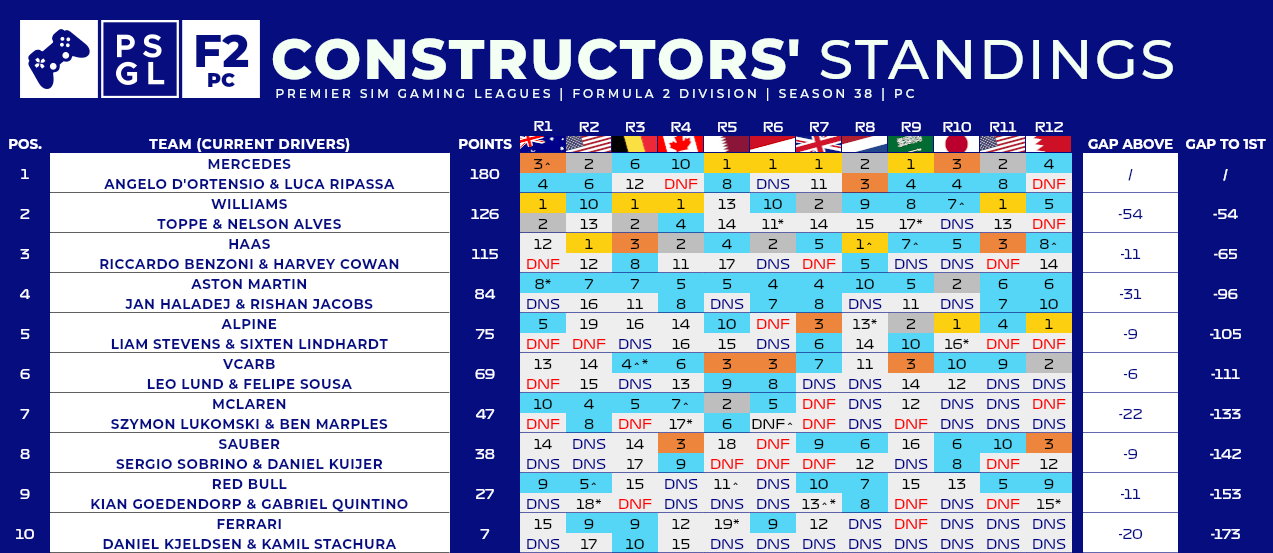 PS GL F2 PC CONSTRUCTORS' STANDINGS
PREMIER SIM GAMING LEAGUES | FORMULA 2 DIVISION | SEASON 38 | PC
R1 R2 R3 R4 R5 R6 R7 R8 R9 R10 R11 R12
POS. TEAM (CURRENT DRIVERS) POINTS GAP ABOVE GAP TO 1ST
MERCEDES 3^ 2 6 10 1 1 1 2 1 3 2 4
1 180 / /
ANGELO D'ORTENSIO & LUCA RIPASSA 4 6 12 DNF 8 DNS 11 3 4 4 8 DNF
WILLIAMS 1 10 1 1 13 10 2 9 8 7^ 1 5
2 126 -54 -54
TOPPE & NELSON ALVES 2 13 2 4 14 11* 14 15 17* DNS 13 DNF
HAAS 12 1 3 2 4 2 5 1^ 7^ 5 3 8^
3 115 -11 -65
RICCARDO BENZONI & HARVEY COWAN DNF 12 8 11 17 DNS DNF 5 DNS DNS DNF 14
ASTON MARTIN 8* 7 7 5 5 4 4 10 5 2 6 6
4 84 -31 -96
JAN HALADEJ & RISHAN JACOBS DNS 16 11 8 DNS 7 8 DNS 11 DNS 7 10
ALPINE 5 19 16 14 10 DNF 3 13* 2 1 4 1
5 75 -9 -105
LIAM STEVENS & SIXTEN LINDHARDT DNF DNF DNS 16 15 DNS 6 14 10 16* DNF DNF
VCARB 13 14 4^* 6 3 3 7 11 3 10 9 2
6 69 -6 -111
LEO LUND & FELIPE SOUSA DNF 15 DNS 13 9 8 DNS DNS 14 12 DNS DNS
MCLAREN 10 4 5 7^ 2 5 DNF DNS 12 DNS DNS DNF
7 47 -22 -133
SZYMON LUKOMSKI & BEN MARPLES DNF 8 DNF 17* 6 DNF^ DNS DNF DNF DNS DNS DNS
SAUBER 14 DNS 14 3 18 DNF 9 6 16 6 10 3
8 38 -9 -142
SERGIO SOBRINO & DANIEL KUIJER DNS DNS 17 9 DNF DNF DNF 12 DNS 8 DNF 12
RED BULL 9 5^ 15 DNS 11^ DNS 10 7 15 13 5 9
9 27 -11 -153
KIAN GOEDENDORP & GABRIEL QUINTINO DNS 18* DNF DNS DNS DNS 13^* 8 DNF DNS DNF 15*
FERRARI 15 9 9 12 19* 9 12 DNS DNF DNS DNS DNS
10 7 -20 -173
DANIEL KJELDSEN & KAMIL STACHURA DNS 17 10 15 DNS DNS DNS DNS DNS DNS DNS DNS